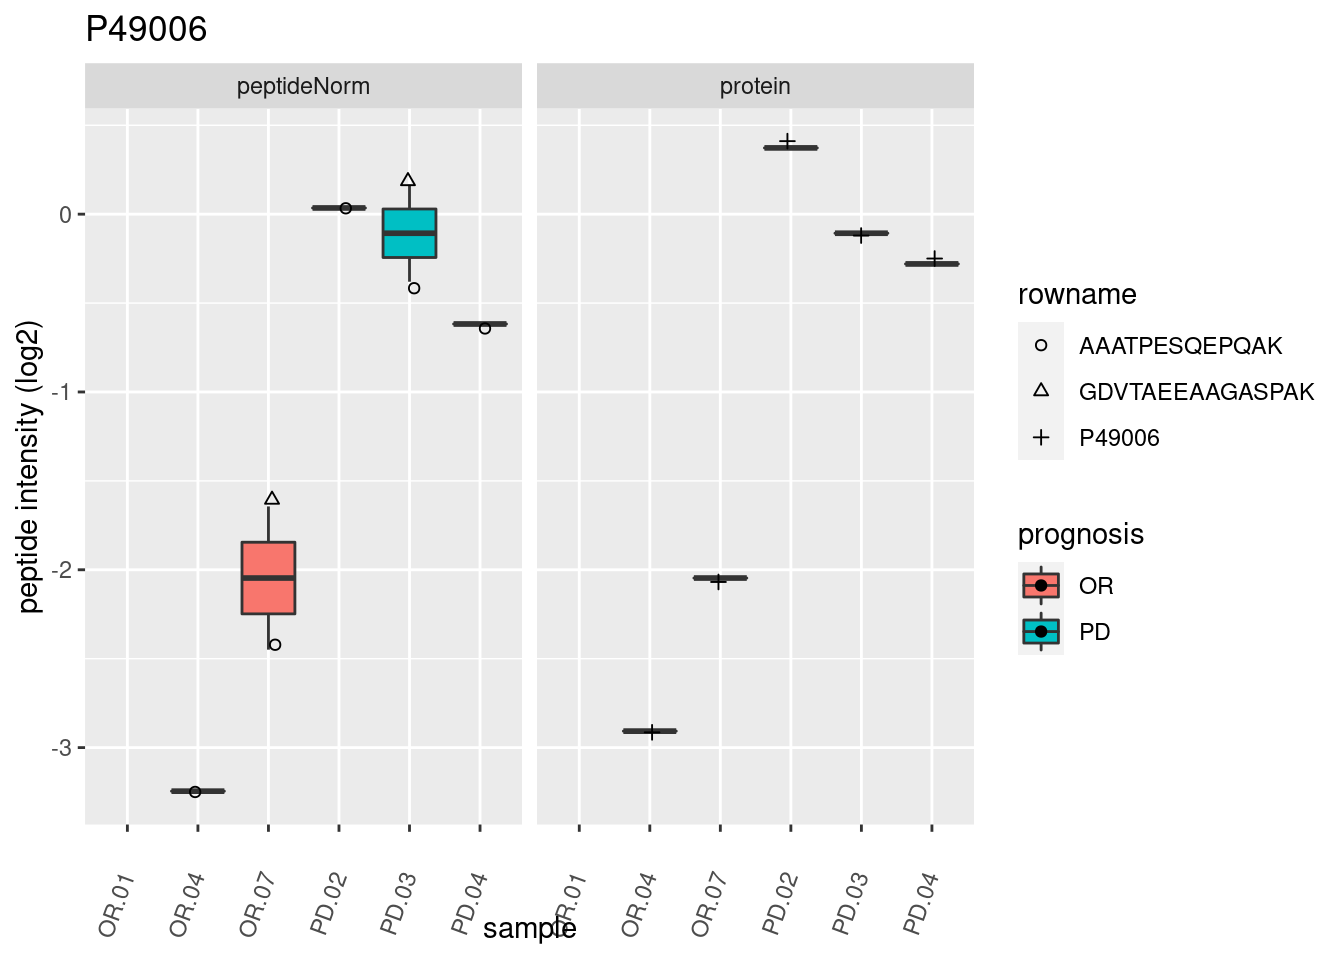 P49006
peptideNorm
protein
peptide intensity (log2)
0
-1
-2
-3
OR.01
OR.04
OR.07
PD.02
PD.03
PD.04
OR.01
OR.04
OR.07
PD.02
PD.03
PD.04
sample
rowname
AAATPESQEPQAK
GDVTAEEAAGASPAK
P49006
prognosis
OR
PD